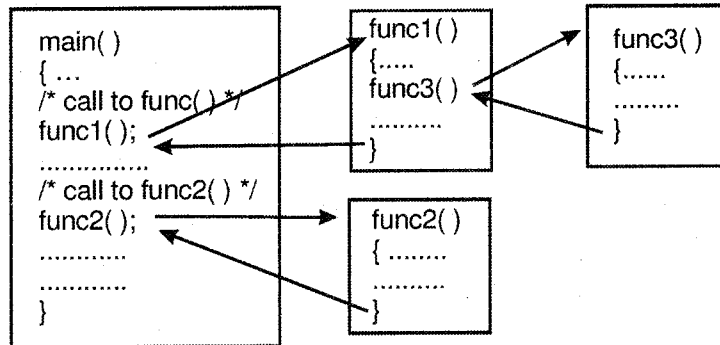 main( )
{ ...
/* call to func() */
func1( );
..............
/* call to func2( ) */
func2( );
............
............
}
func1( )
{.....
func3( )
..........
}
func3( )
{......
.........
}
func2( )
{ ........
..........
}